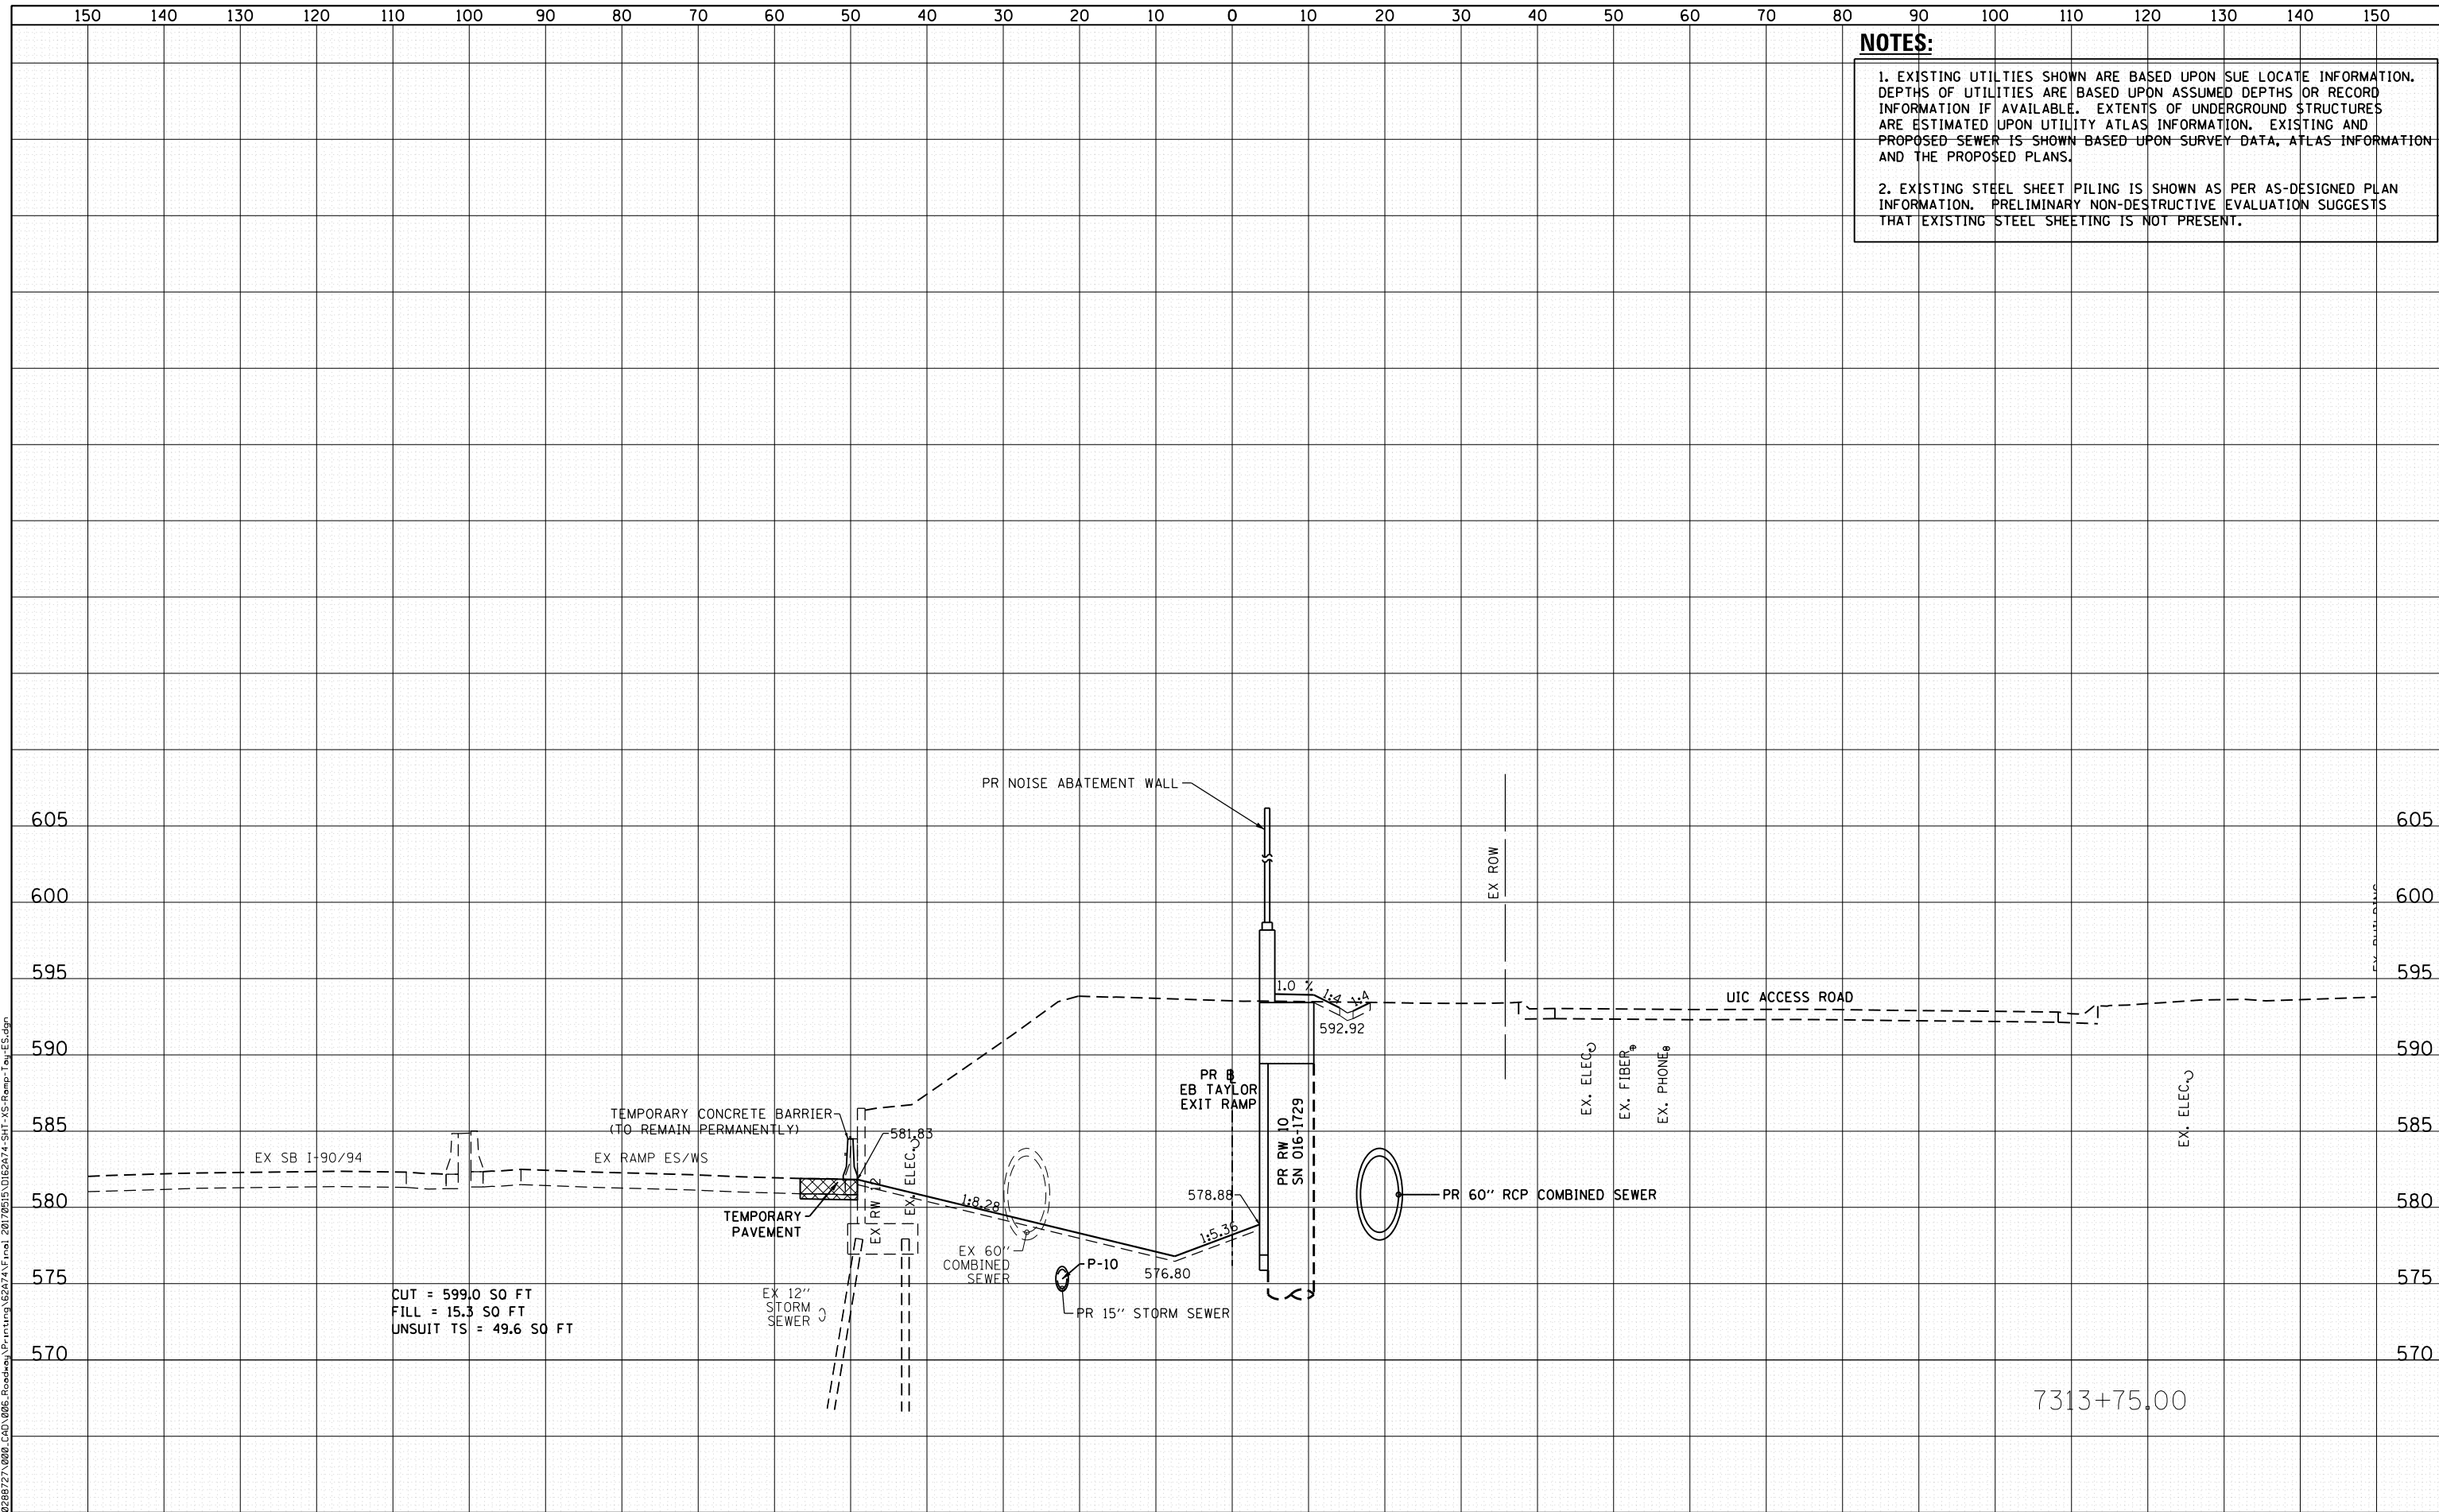 150 140 130 120 110 100 90 80 70 60 50 40 30 20 10 0 10 20 30 40 50 60 70 80 90 100 110 120 130 140 150
NOTES:
1. EXISTING UTILTIES SHOWN ARE BASED UPON SUE LOCATE INFORMATION.
DEPTHS OF UTILITIES ARE BASED UPON ASSUMED DEPTHS OR RECORD
INFORMATION IF AVAILABLE. EXTENTS OF UNDERGROUND STRUCTURES
ARE ESTIMATED UPON UTILITY ATLAS INFORMATION. EXISTING AND
PROPOSED SEWER IS SHOWN BASED UPON SURVEY DATA, ATLAS INFORMATION
AND THE PROPOSED PLANS.
2. EXISTING STEEL SHEET PILING IS SHOWN AS PER AS-DESIGNED PLAN
INFORMATION. PRELIMINARY NON-DESTRUCTIVE EVALUATION SUGGESTS
THAT EXISTING STEEL SHEETING IS NOT PRESENT.
PR NOISE ABATEMENT WALL
605 605
EX ROW
600 600
595 595
1.0 %
1:4
1:4
592.92
UIC ACCESS ROAD
590 590
PR
EB TAYLOR
EXIT RAMP
PR RW 10
SN 016-1729
EX. ELEC.
EX. FIBER
EX. PHONE
EX. ELEC.
585 585
TEMPORARY CONCRETE BARRIER
(TO REMAIN PERMANENTLY)
581.83
EX SB I-90/94
EX RAMP ES/WS
EX RW 12
EX. ELEC.
580 580
1:8.28
578.88
1:5.36
PR 60" RCP COMBINED SEWER
TEMPORARY
PAVEMENT
EX 60"
COMBINED
SEWER
P-10
576.80
575 575
CUT = 599.0 SQ FT
FILL = 15.3 SQ FT
UNSUIT TS = 49.6 SQ FT
EX 12"
STORM
SEWER
PR 15" STORM SEWER
570 570
7313+75.00